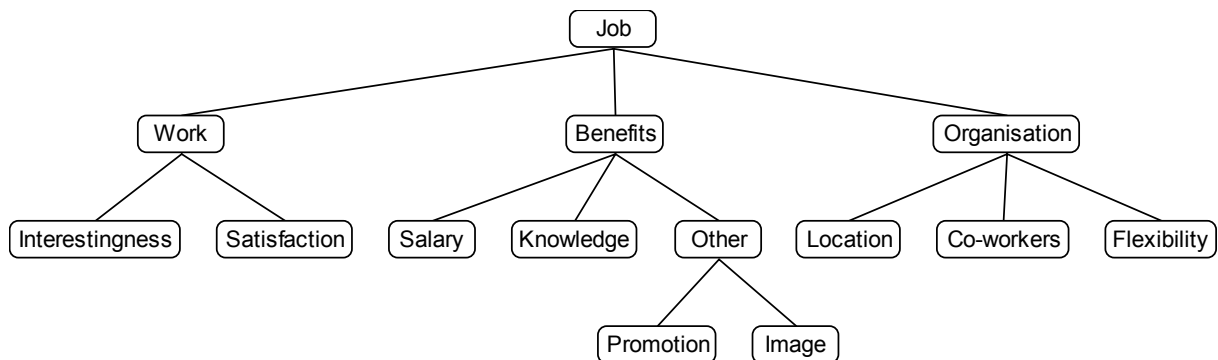 Job
Work
Benefits
Organisation
Interestingness
Satisfaction
Salary
Knowledge
Other
Location
Co-workers
Flexibility
Promotion
Image